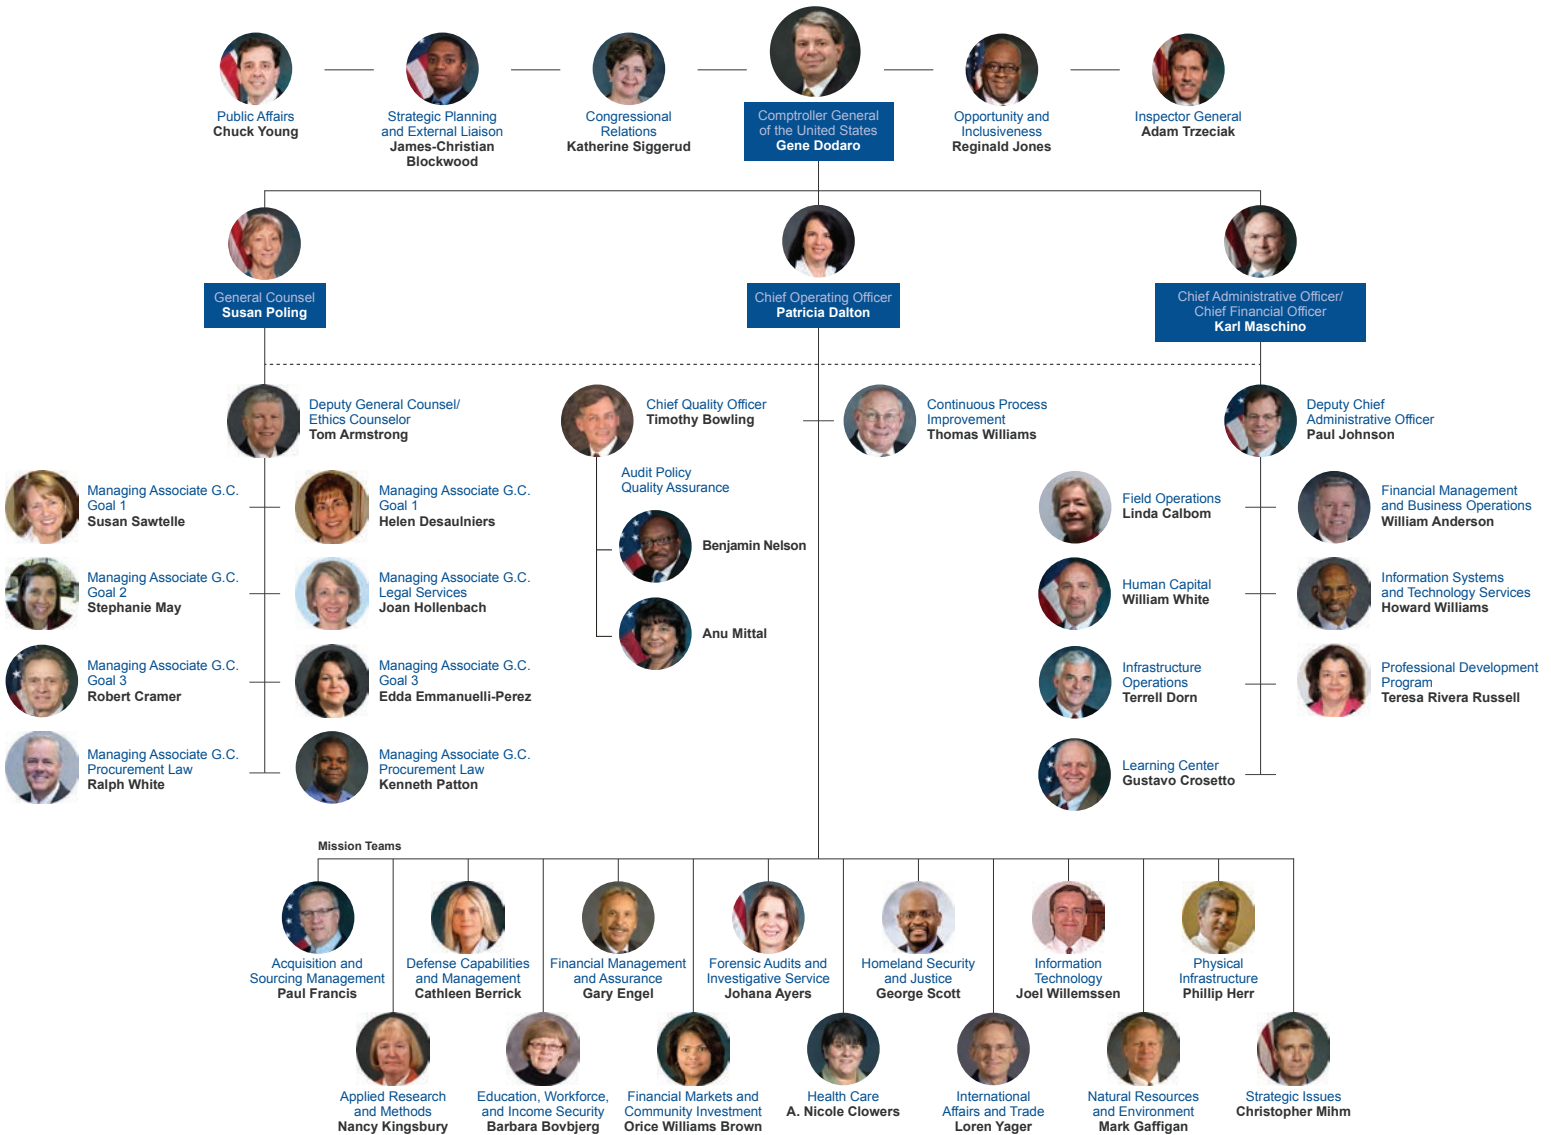 Public Affairs
Chuck Young
Strategic Planning
and External Liaison
James-Christian
Blockwood
Congressional
Relations
Katherine Siggerud
Comptroller General
of the United States
Gene Dodaro
Opportunity and
Inclusiveness
Reginald Jones
Inspector General
Adam Trzeciak
General Counsel
Susan Poling
Chief Operating Officer
Patricia Dalton
Chief Administrative Officer/
Chief Financial Officer
Karl Maschino
Deputy General Counsel/
Ethics Counselor
Tom Armstrong
Chief Quality Officer
Timothy Bowling
Continuous Process
Improvement
Thomas Williams
Deputy Chief
Administrative Officer
Paul Johnson
Managing Associate G.C.
Goal 1
Susan Sawtelle
Managing Associate G.C.
Goal 1
Helen Desaulniers
Managing Associate G.C.
Goal 2
Stephanie May
Managing Associate G.C.
Legal Services
Joan Hollenbach
Managing Associate G.C.
Goal 3
Robert Cramer
Managing Associate G.C.
Goal 3
Edda Emmanuelli-Perez
Managing Associate G.C.
Procurement Law
Ralph White
Managing Associate G.C.
Procurement Law
Kenneth Patton
Audit Policy
Quality Assurance
Benjamin Nelson
Anu Mittal
Field Operations
Linda Calbom
Financial Management
and Business Operations
William Anderson
Human Capital
William White
Information Systems
and Technology Services
Howard Williams
Infrastructure
Operations
Terrell Dorn
Professional Development
Program
Teresa Rivera Russell
Learning Center
Gustavo Crosetto
Mission Teams
Acquisition and
Sourcing Management
Paul Francis
Defense Capabilities
and Management
Cathleen Berrick
Financial Management
and Assurance
Gary Engel
Forensic Audits and
Investigative Service
Johana Ayers
Homeland Security
and Justice
George Scott
Information
Technology
Joel Willemssen
Physical
Infrastructure
Phillip Herr
Applied Research
and Methods
Nancy Kingsbury
Education, Workforce,
and Income Security
Barbara Bovbjerg
Financial Markets and
Community Investment
Orice Williams Brown
Health Care
A. Nicole Clowers
International
Affairs and Trade
Loren Yager
Natural Resources
and Environment
Mark Gaffigan
Strategic Issues
Christopher Mihm